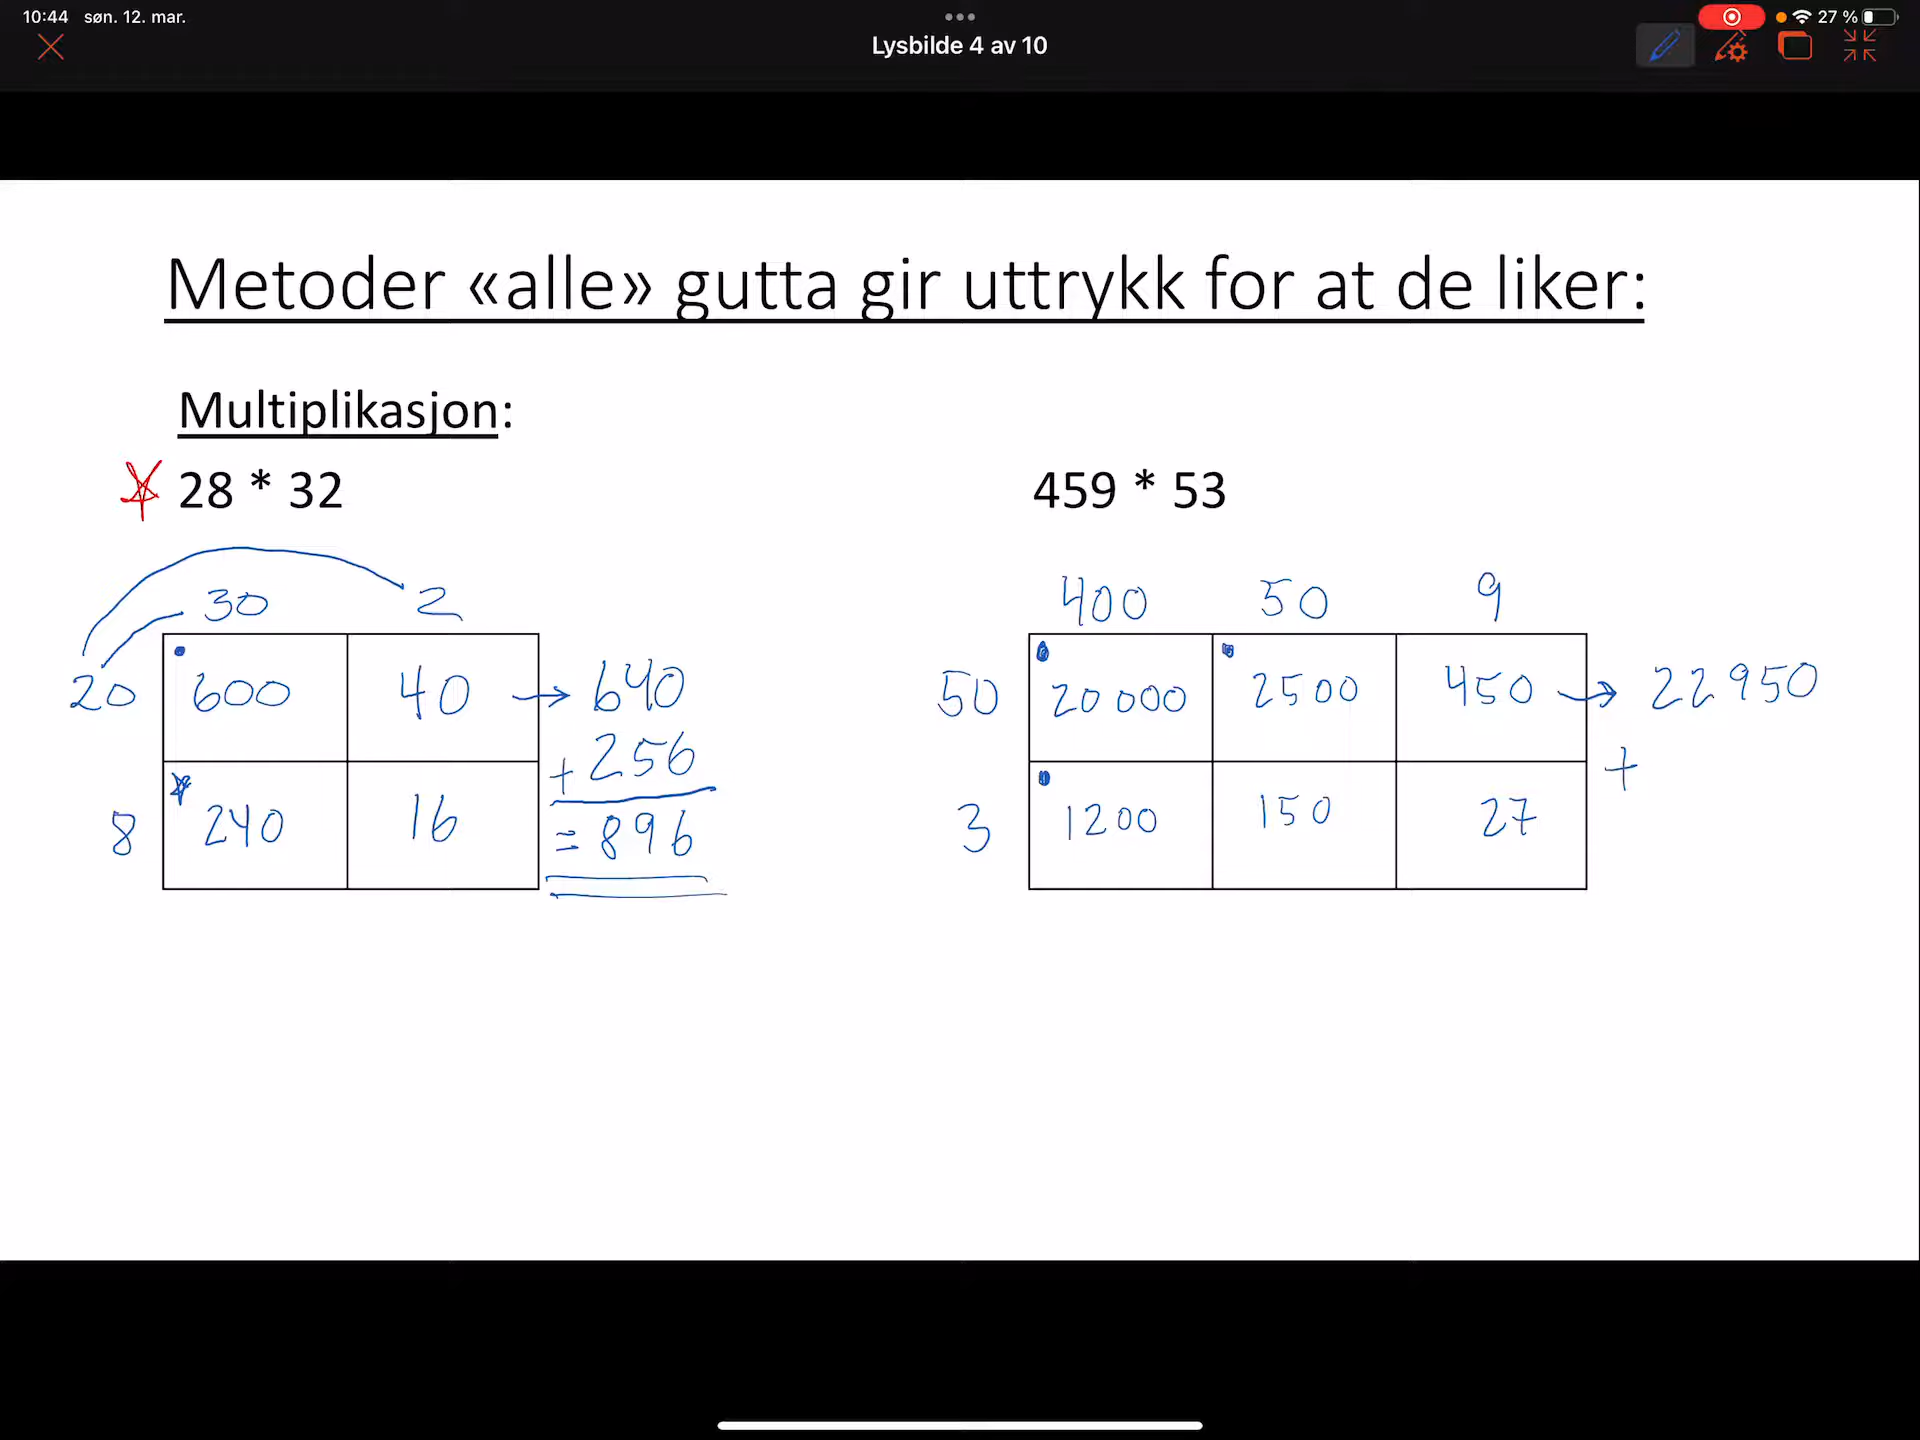 10:44 søn. 12. mar.
27 %
Lysbilde 4 av 10
Metoder «alle» gutta gir uttrykk for at de liker:
Multiplikasjon:
28 * 32
30 2
20 600 40 → 640
+ 256
8 240 16 = 896
459 * 53
400 50 9
50 20 000 2500 450 → 22 950
+
3 1200 150 27